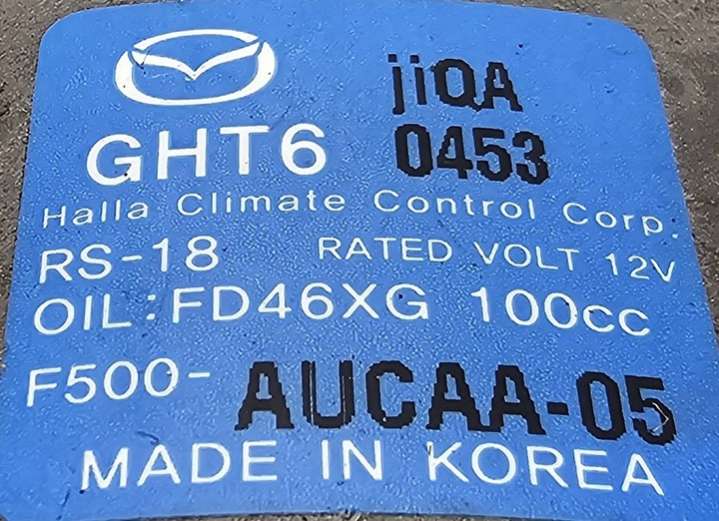 jiQA
GHT6 0453
Halla Climate Control Corp.
RS-18 RATED VOLT 12V
OIL:FD46XG 100cc
F500-AUCAA-05
MADE IN KOREA